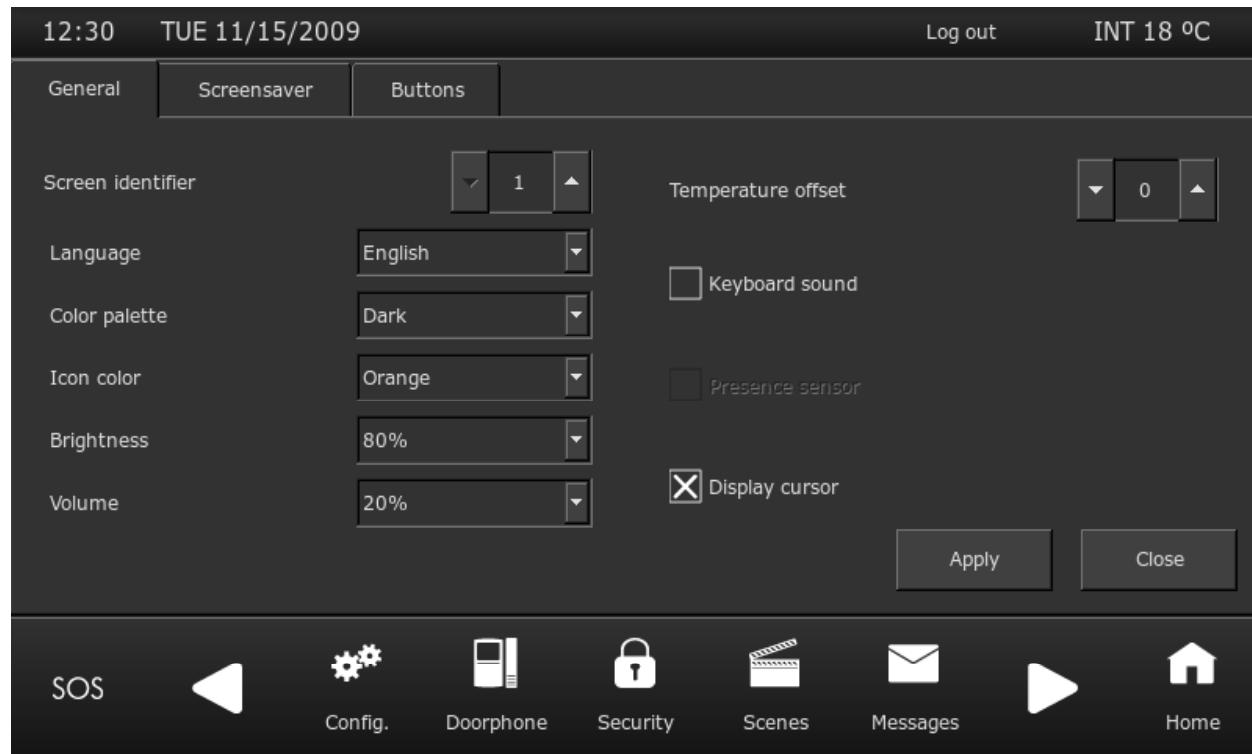 12:30 TUE 11/15/2009 Log out INT 18 ºC
General Screensaver Buttons
Screen identifier 1
Temperature offset 0
Language English
Keyboard sound
Color palette Dark
Icon color Orange
Presence sensor
Brightness 80%
Display cursor
Volume 20%
Apply Close
SOS Config. Doorphone Security Scenes Messages Home